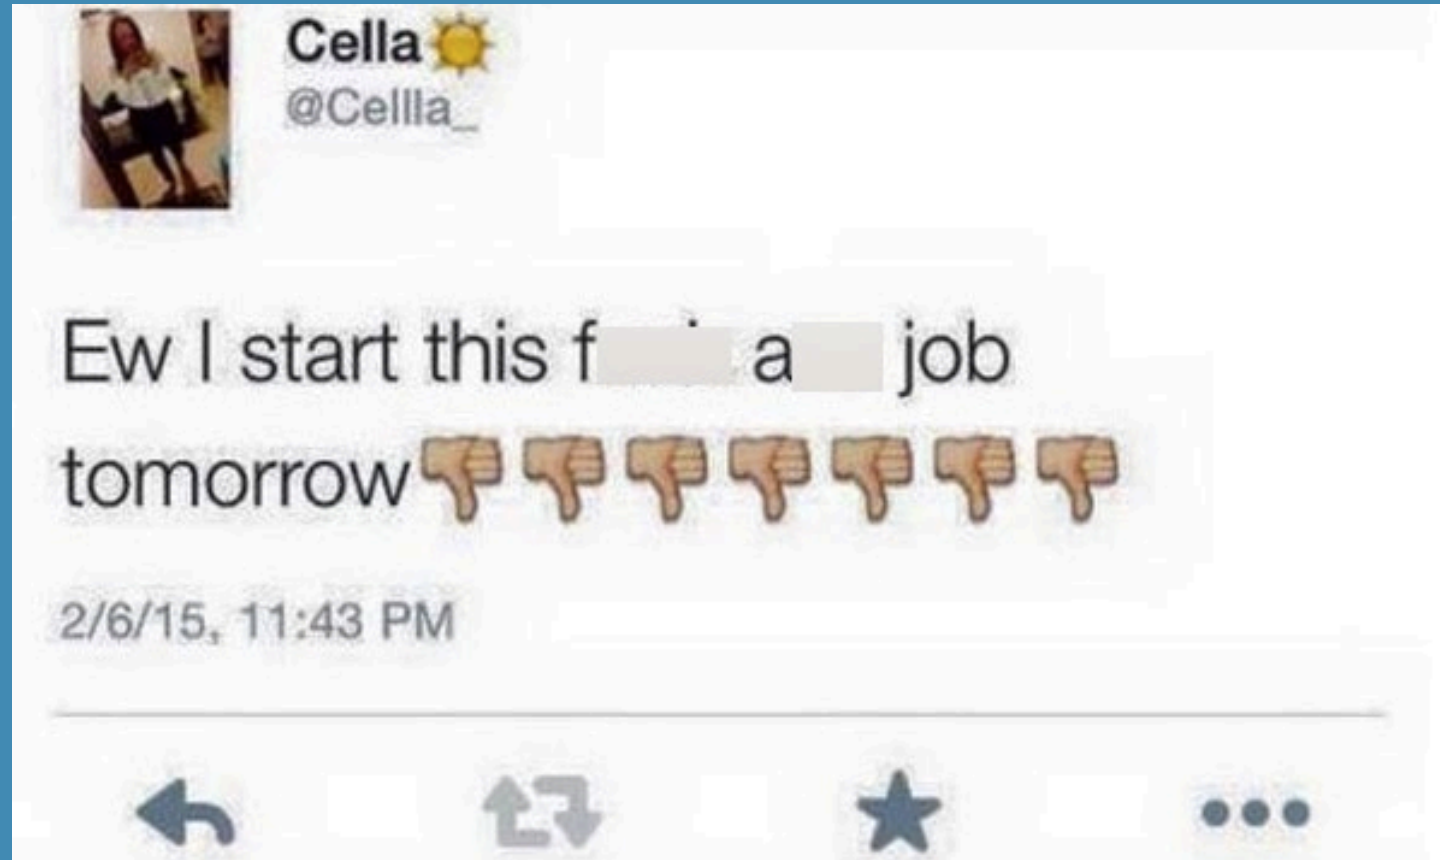 Cella☀️
@Cellla_
Ew I start this f a job
tomorrow👎🏼👎🏼👎🏼👎🏼👎🏼👎🏼👎🏼
2/6/15, 11:43 PM